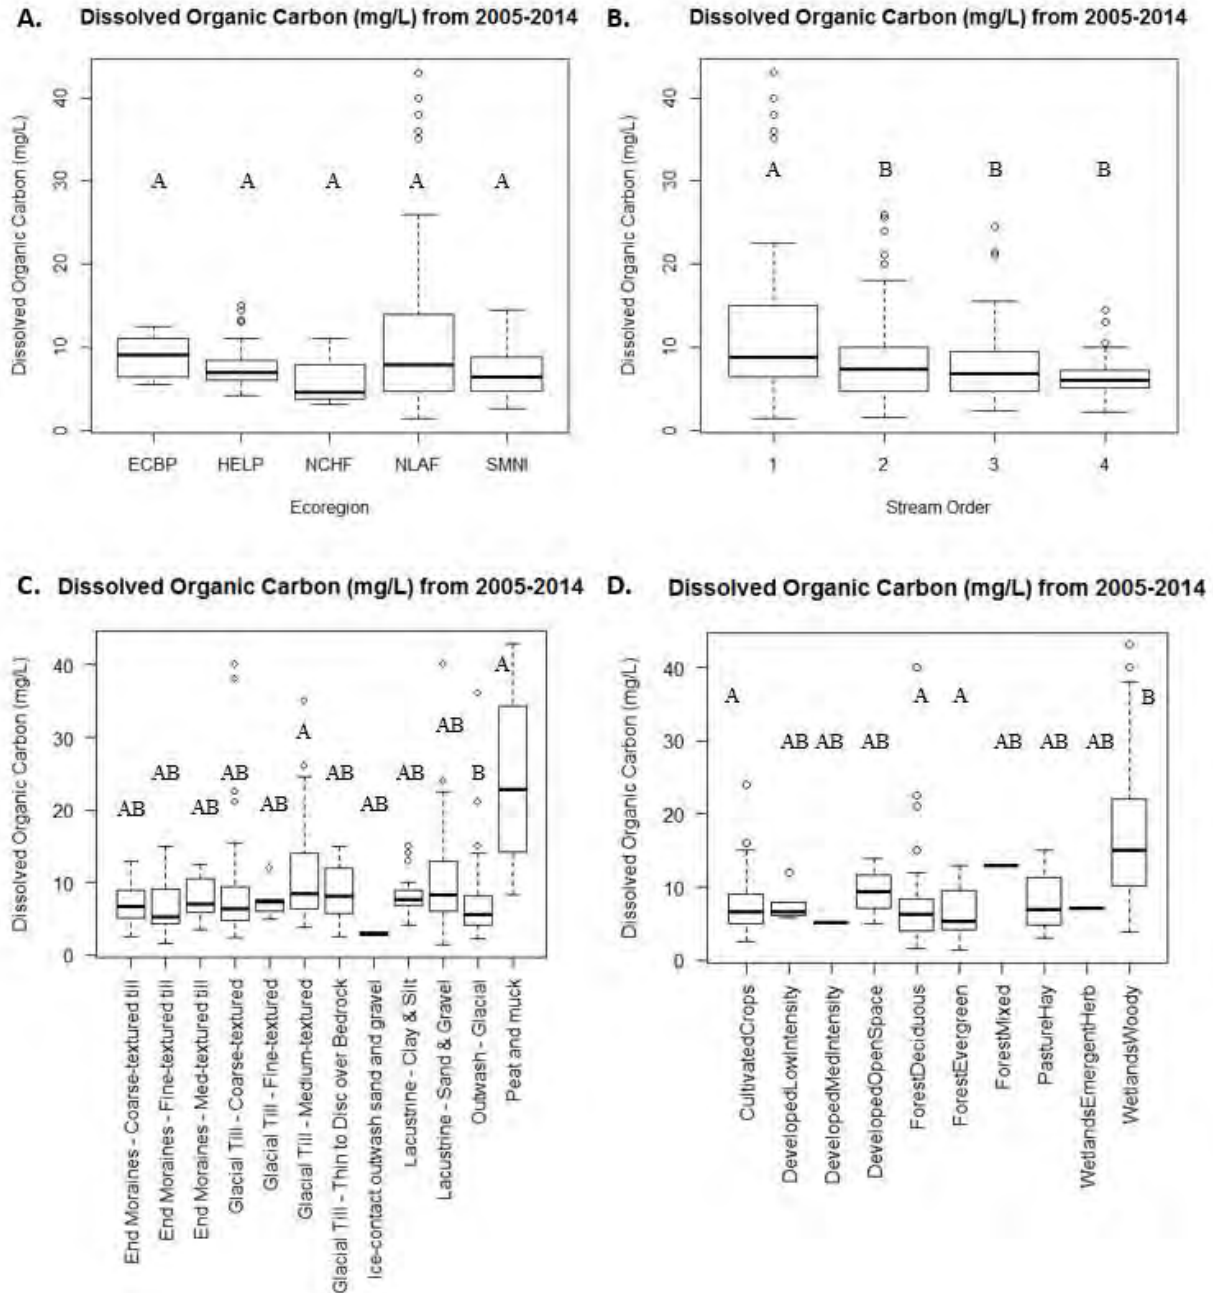 A. Dissolved Organic Carbon (mg/L) from 2005-2014
Dissolved Organic Carbon (mg/L)
40
30
20
10
0
A A A A A
ECBP HELP NCHF NLAF SMNI
Ecoregion
B. Dissolved Organic Carbon (mg/L) from 2005-2014
Dissolved Organic Carbon (mg/L)
40
30
20
10
0
A B B B
1 2 3 4
Stream Order
C. Dissolved Organic Carbon (mg/L) from 2005-2014
Dissolved Organic Carbon (mg/L)
40
30
20
10
0
AB AB AB AB AB A AB AB AB AB B A
End Moraines - Coarse-textured till
End Moraines - Fine-textured till
End Moraines - Med-textured till
Glacial Till - Coarse-textured
Glacial Till - Fine-textured
Glacial Till - Medium-textured
Glacial Till - Thin to Disc over Bedrock
Ice-contact outwash sand and gravel
Lacustrine - Clay & Silt
Lacustrine - Sand & Gravel
Outwash - Glacial
Peat and muck
D. Dissolved Organic Carbon (mg/L) from 2005-2014
Dissolved Organic Carbon (mg/L)
40
30
20
10
0
A AB AB AB A A AB AB AB B
CultivatedCrops
DevelopedLowIntensity
DevelopedMedIntensity
DevelopedOpenSpace
ForestDeciduous
ForestEvergreen
ForestMixed
PastureHay
WetlandsEmergentHerb
WetlandsWoody